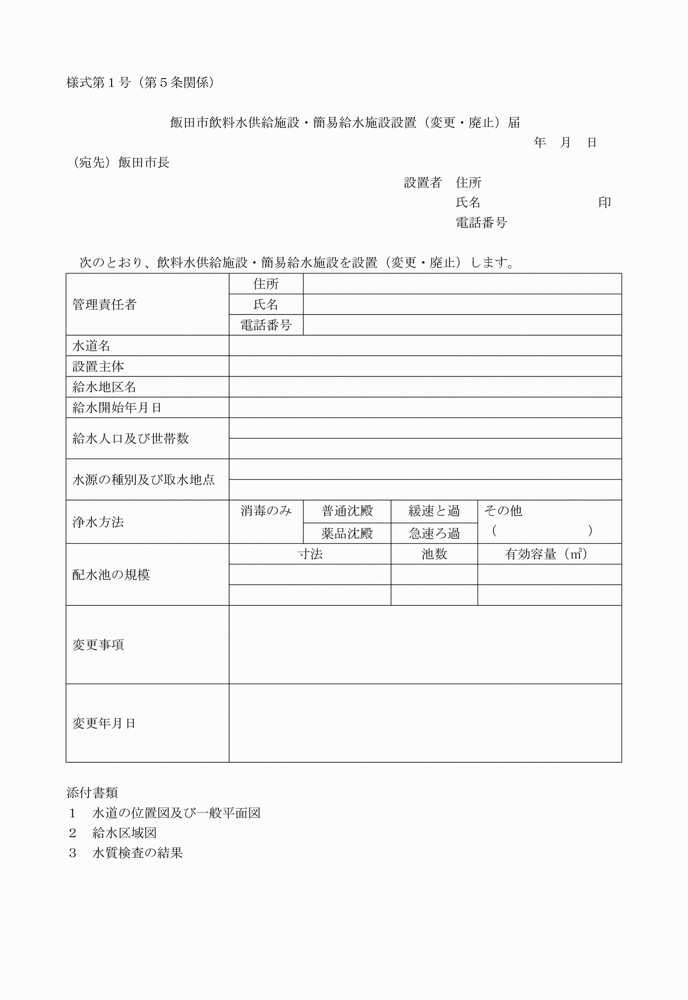 様式第１号（第５条関係）
飯田市飲料水供給施設・簡易給水施設設置（変更・廃止）届
年　月　日
（宛先）飯田市長
設置者　住所
氏名　　　　　　　　　印
電話番号
次のとおり、飲料水供給施設・簡易給水施設を設置（変更・廃止）します。
管理責任者
住所
氏名
電話番号
水道名
設置主体
給水地区名
給水開始年月日
給水人口及び世帯数
水源の種別及び取水地点
浄水方法
消毒のみ
普通沈殿
緩速と過
その他
薬品沈殿
急速ろ過
（　　　　　　　）
配水池の規模
寸法
池数
有効容量（㎥）
変更事項
変更年月日
添付書類
１　水道の位置図及び一般平面図
２　給水区域図
３　水質検査の結果